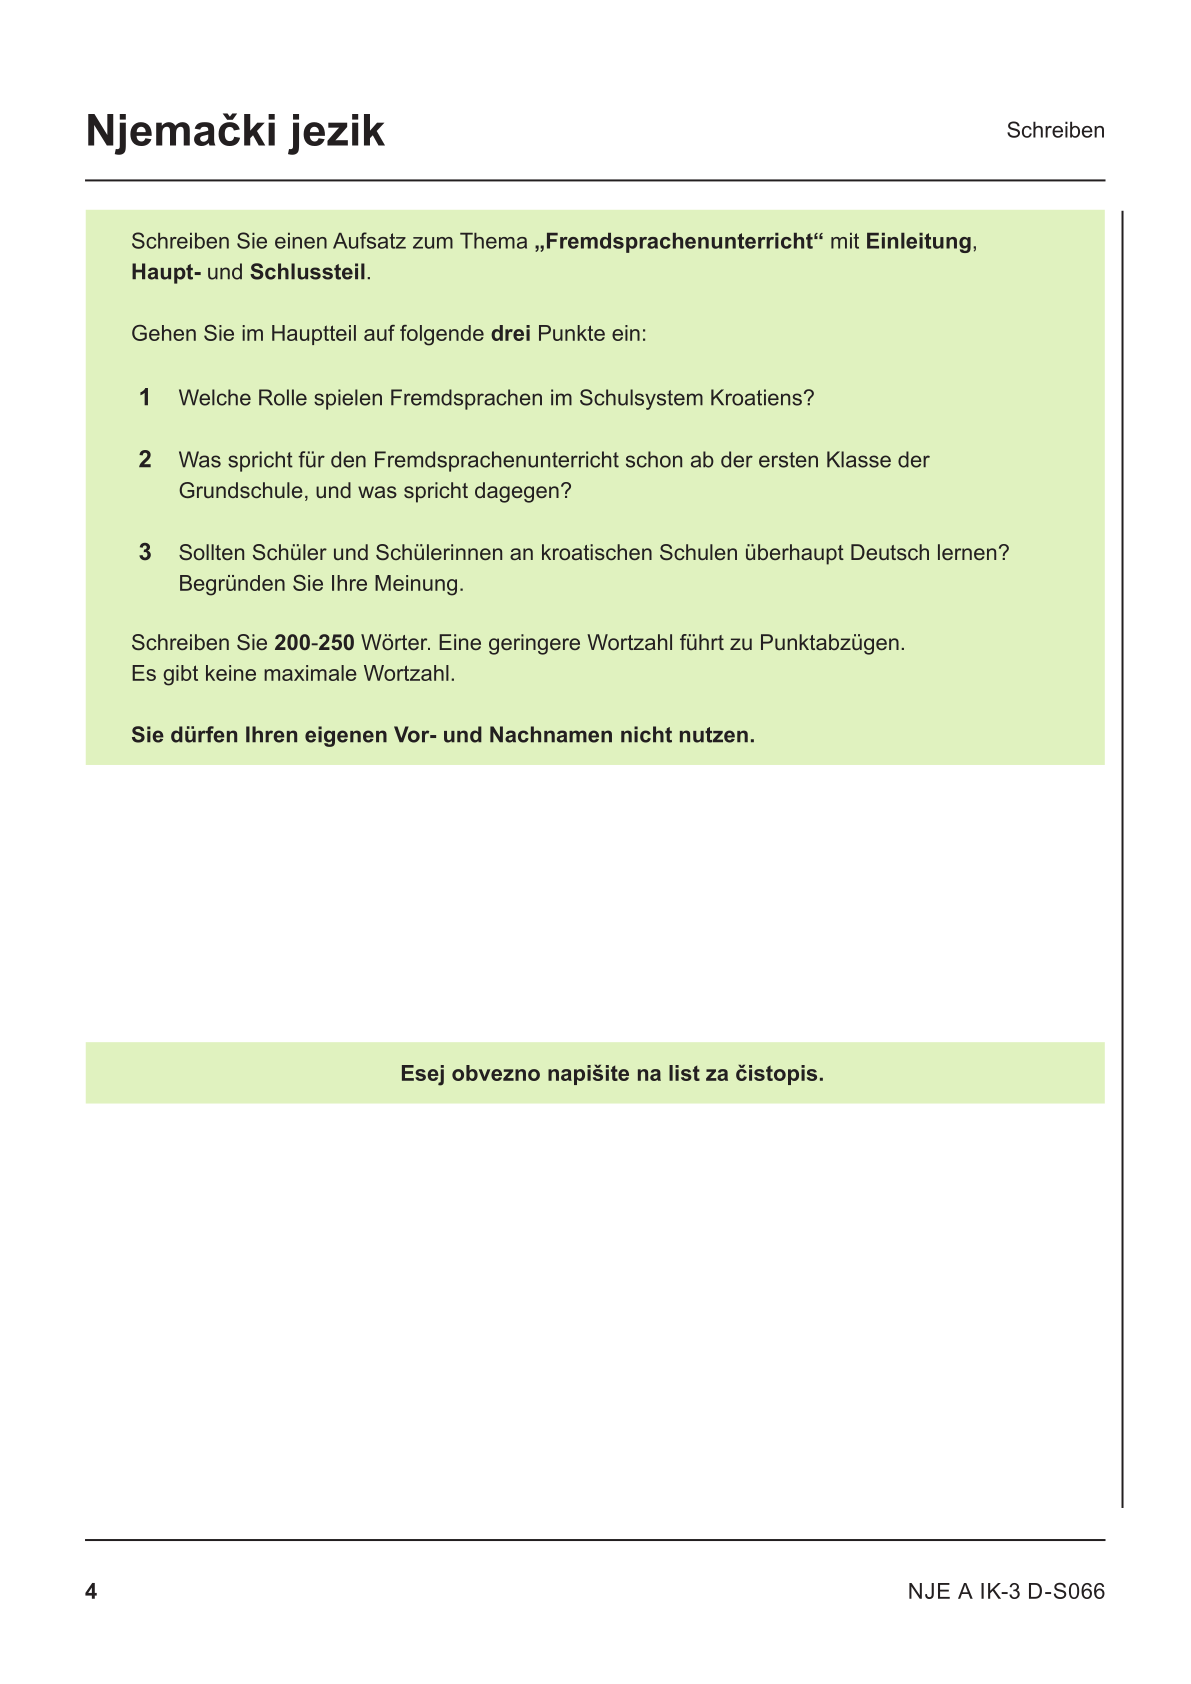 Njemački jezik
Schreiben
Schreiben Sie einen Aufsatz zum Thema „Fremdsprachenunterricht“ mit Einleitung,
Haupt- und Schlussteil.
Gehen Sie im Hauptteil auf folgende drei Punkte ein:
1 Welche Rolle spielen Fremdsprachen im Schulsystem Kroatiens?
2 Was spricht für den Fremdsprachenunterricht schon ab der ersten Klasse der
Grundschule, und was spricht dagegen?
3 Sollten Schüler und Schülerinnen an kroatischen Schulen überhaupt Deutsch lernen?
Begründen Sie Ihre Meinung.
Schreiben Sie 200-250 Wörter. Eine geringere Wortzahl führt zu Punktabzügen.
Es gibt keine maximale Wortzahl.
Sie dürfen Ihren eigenen Vor- und Nachnamen nicht nutzen.
Esej obvezno napišite na list za čistopis.
4
NJE A IK-3 D-S066